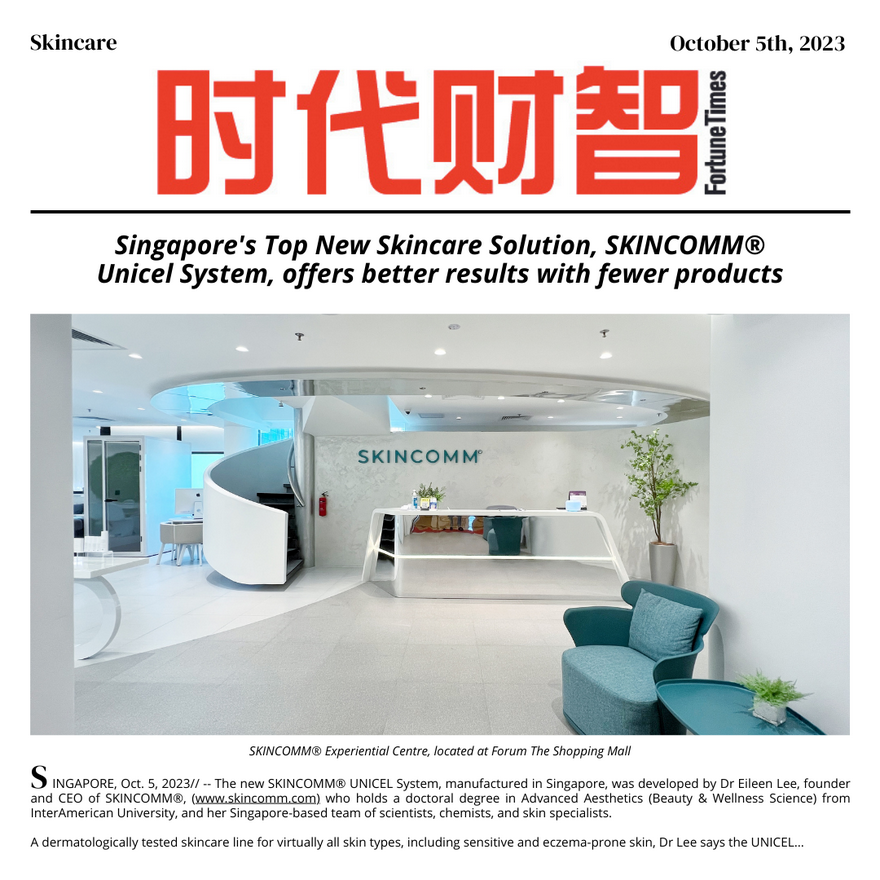 Skincare
October 5th, 2023
时代财智
FortuneTimes
Singapore's Top New Skincare Solution, SKINCOMM®
Unicel System, offers better results with fewer products
SKINCOMM®
SKINCOMM® Experiential Centre, located at Forum The Shopping Mall
SINGAPORE, Oct. 5, 2023// -- The new SKINCOMM® UNICEL System, manufactured in Singapore, was developed by Dr Eileen Lee, founder
and CEO of SKINCOMM®, (www.skincomm.com) who holds a doctoral degree in Advanced Aesthetics (Beauty & Wellness Science) from
InterAmerican University, and her Singapore-based team of scientists, chemists, and skin specialists.
A dermatologically tested skincare line for virtually all skin types, including sensitive and eczema-prone skin, Dr Lee says the UNICEL...